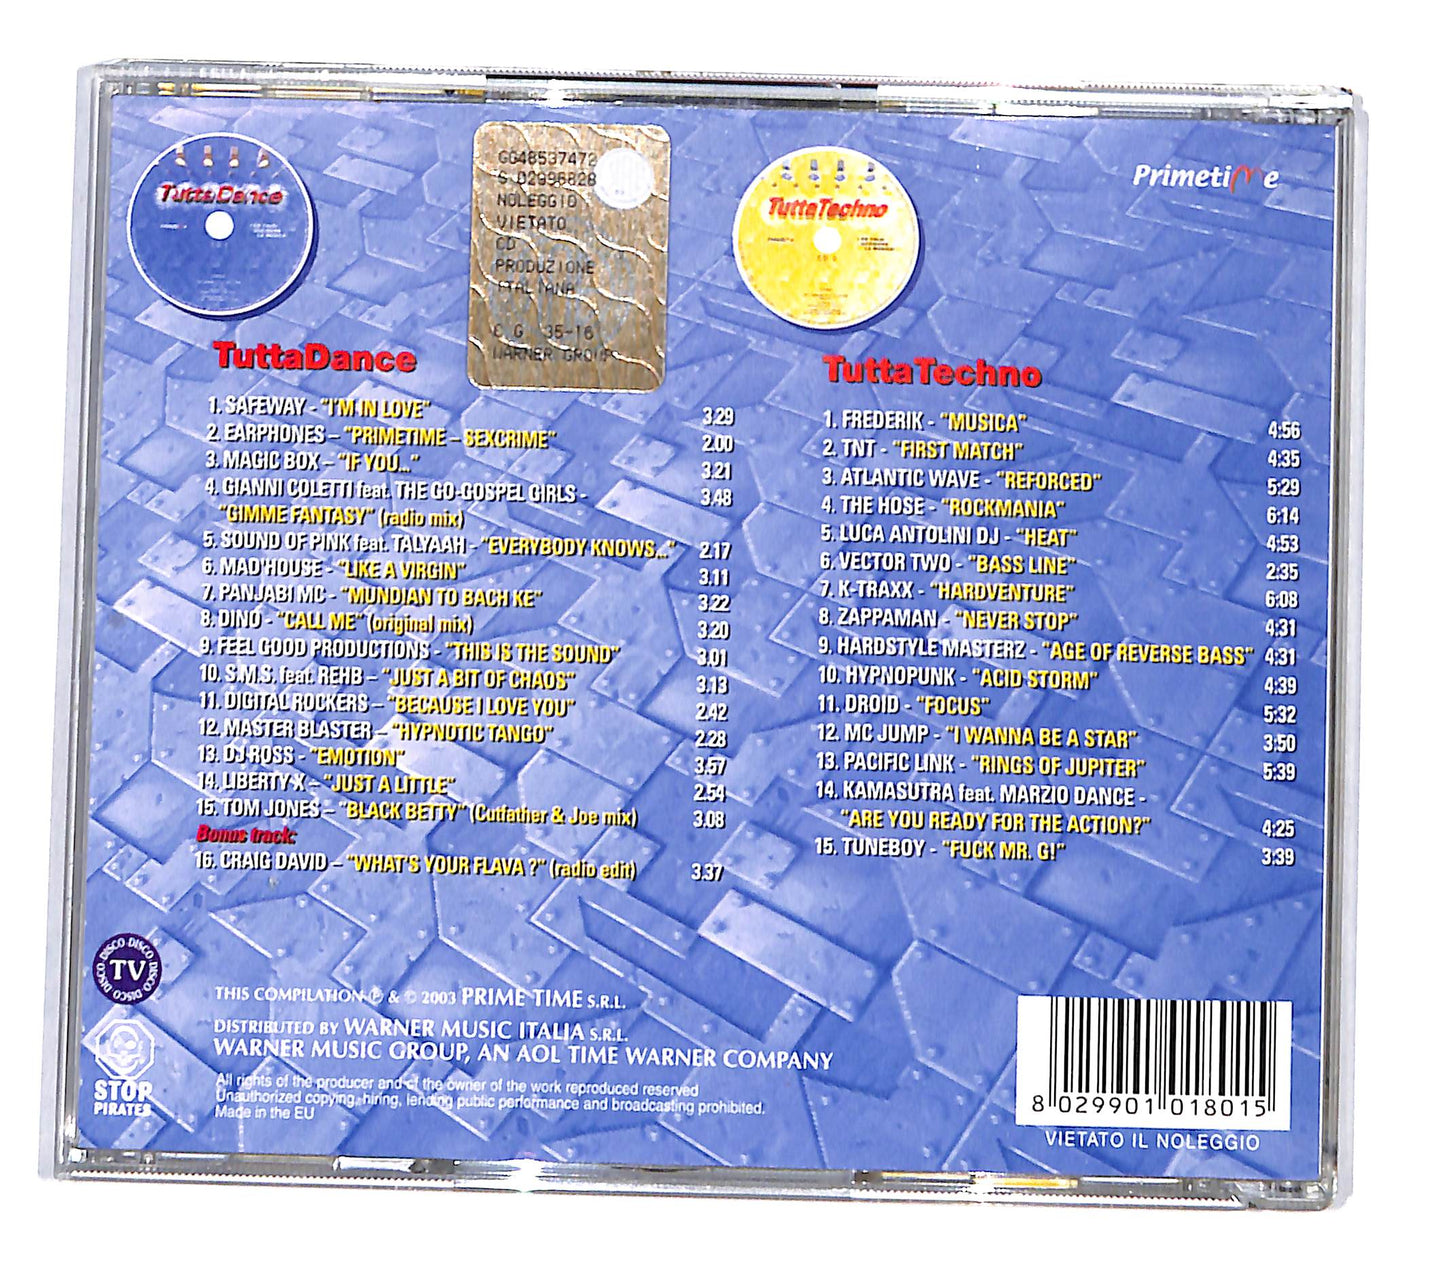 TuttaDance
GG48537472
S 02996828
NOLEGGIO
VIETATO
CD
PRODUZIONE
ITALIANA
C.G 35-16
WARNER GROUP
TuttaTechno
Primetime
TuttaDance
1. SAFEWAY - "I'M IN LOVE" 3.29
2. EARPHONES – "PRIMETIME – SEXCRIME" 2.00
3. MAGIC BOX – "IF YOU..." 3.21
4. GIANNI COLETTI feat. THE GO-GOSPEL GIRLS - 3.48
"GIMME FANTASY" (radio mix)
5. SOUND OF PINK feat. TALYAAH - "EVERYBODY KNOWS..." 2.17
6. MAD'HOUSE - "LIKE A VIRGIN" 3.11
7. PANJABI MC - "MUNDIAN TO BACH KE" 3.22
8. DINO - "CALL ME" (original mix) 3.20
9. FEEL GOOD PRODUCTIONS - "THIS IS THE SOUND" 3.01
10. S.M.S. feat. REHB - "JUST A BIT OF CHAOS" 3.13
11. DIGITAL ROCKERS – "BECAUSE I LOVE YOU" 2.42
12. MASTER BLASTER – "HYPNOTIC TANGO" 2.28
13. DJ ROSS - "EMOTION" 3.57
14. LIBERTY X – "JUST A LITTLE" 2.54
15. TOM JONES – "BLACK BETTY" (Cutfather & Joe mix) 3.08
Bonus track:
16. CRAIG DAVID – "WHAT'S YOUR FLAVA ?" (radio edit) 3.37
TuttaTechno
1. FREDERIK - "MUSICA" 4:56
2. TNT - "FIRST MATCH" 4:35
3. ATLANTIC WAVE - "REFORCED" 5:29
4. THE HOSE - "ROCKMANIA" 6:14
5. LUCA ANTOLINI DJ - "HEAT" 4:53
6. VECTOR TWO - "BASS LINE" 2:35
7. K-TRAXX - "HARDVENTURE" 6:08
8. ZAPPAMAN - "NEVER STOP" 4:31
9. HARDSTYLE MASTERZ - "AGE OF REVERSE BASS" 4:31
10. HYPNOPUNK - "ACID STORM" 4:39
11. DROID - "FOCUS" 5:32
12. MC JUMP - "I WANNA BE A STAR" 3:50
13. PACIFIC LINK - "RINGS OF JUPITER" 5:39
14. KAMASUTRA feat. MARZIO DANCE -
"ARE YOU READY FOR THE ACTION?" 4:25
15. TUNEBOY - "FUCK MR. G!" 3:39
DISCO DISCO DISCO DISCO
TV
STOP
PIRATES
THIS COMPILATION ℗ & © 2003 PRIME TIME S.R.L.
DISTRIBUTED BY WARNER MUSIC ITALIA S.R.L.
WARNER MUSIC GROUP, AN AOL TIME WARNER COMPANY
All rights of the producer and of the owner of the work reproduced reserved
Unauthorized copying, hiring, lending public performance and broadcasting prohibited.
Made in the EU
8 029901 018015
VIETATO IL NOLEGGIO